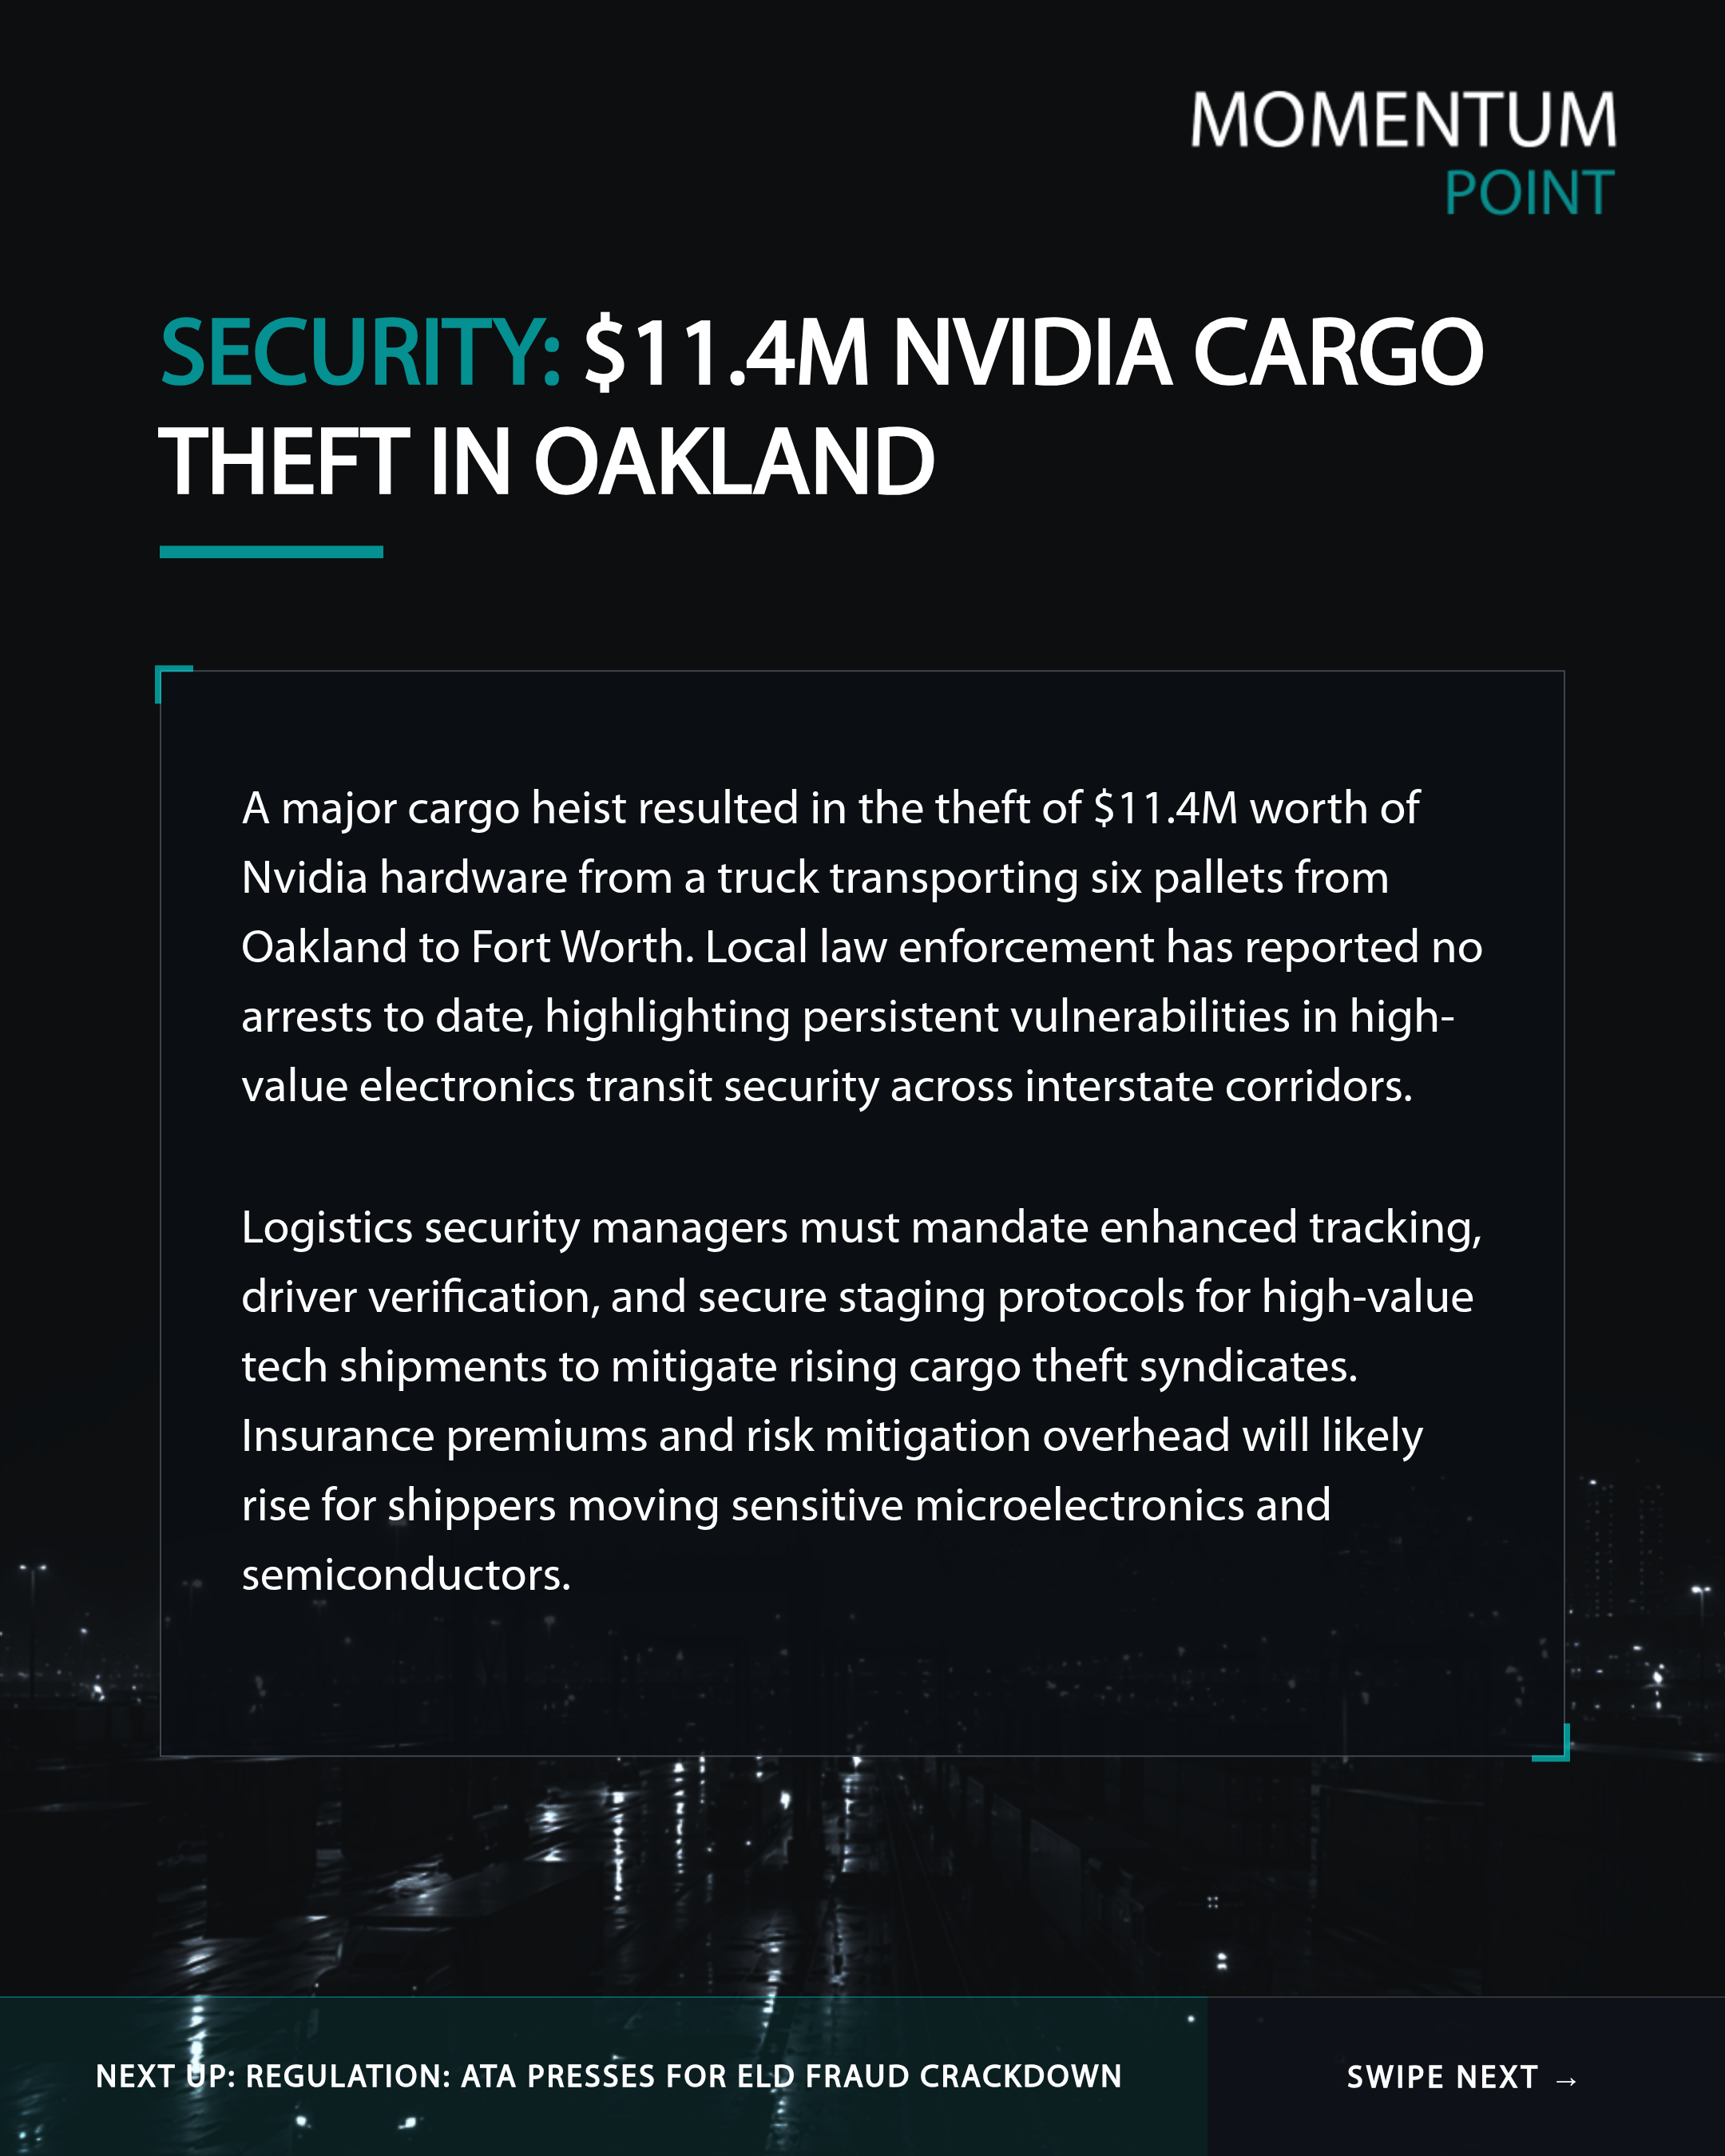 MOMENTUM
POINT
SECURITY: $11.4M NVIDIA CARGO
THEFT IN OAKLAND
A major cargo heist resulted in the theft of $11.4M worth of
Nvidia hardware from a truck transporting six pallets from
Oakland to Fort Worth. Local law enforcement has reported no
arrests to date, highlighting persistent vulnerabilities in high-
value electronics transit security across interstate corridors.
Logistics security managers must mandate enhanced tracking,
driver verification, and secure staging protocols for high-value
tech shipments to mitigate rising cargo theft syndicates.
Insurance premiums and risk mitigation overhead will likely
rise for shippers moving sensitive microelectronics and
semiconductors.
NEXT UP: REGULATION: ATA PRESSES FOR ELD FRAUD CRACKDOWN
SWIPE NEXT →